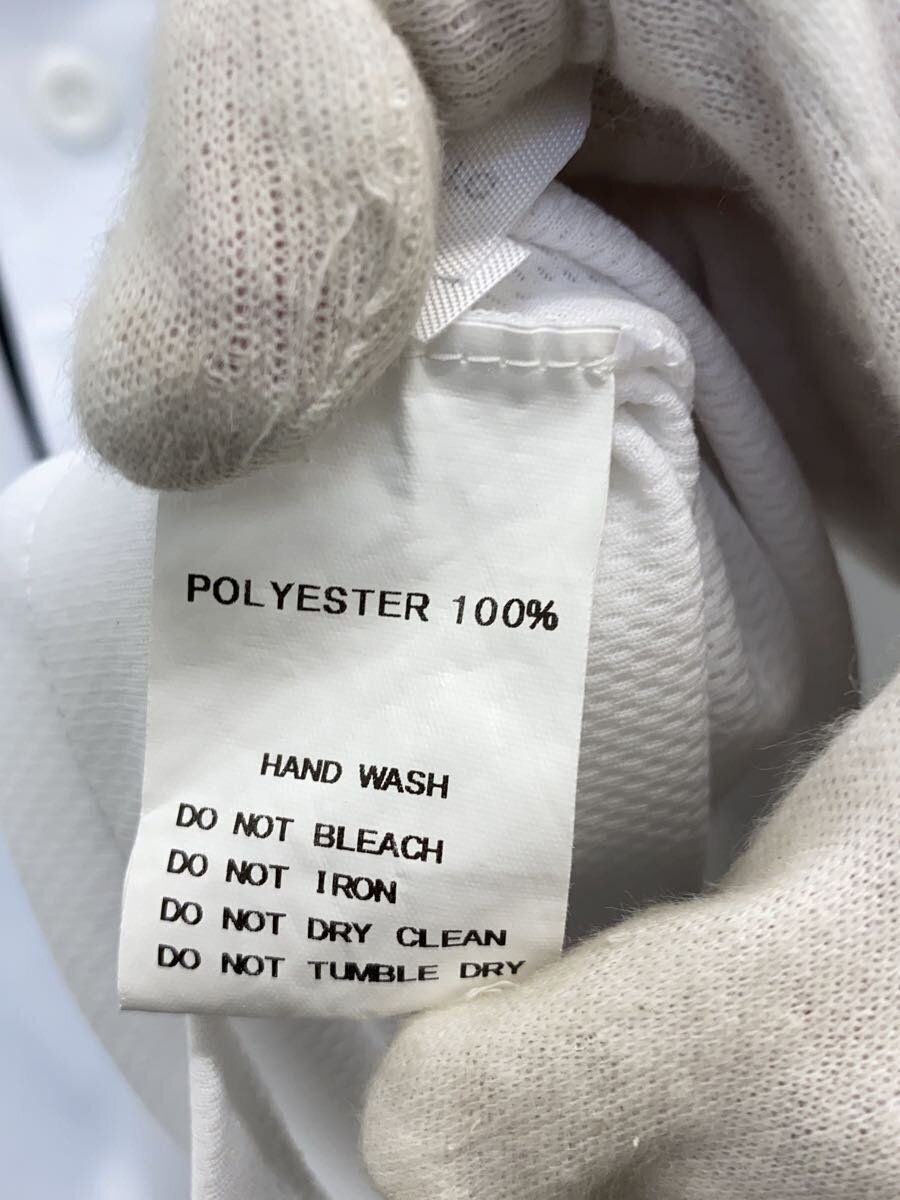 POLYESTER 100%
HAND WASH
DO NOT BLEACH
DO NOT IRON
DO NOT DRY CLEAN
DO NOT TUMBLE DRY